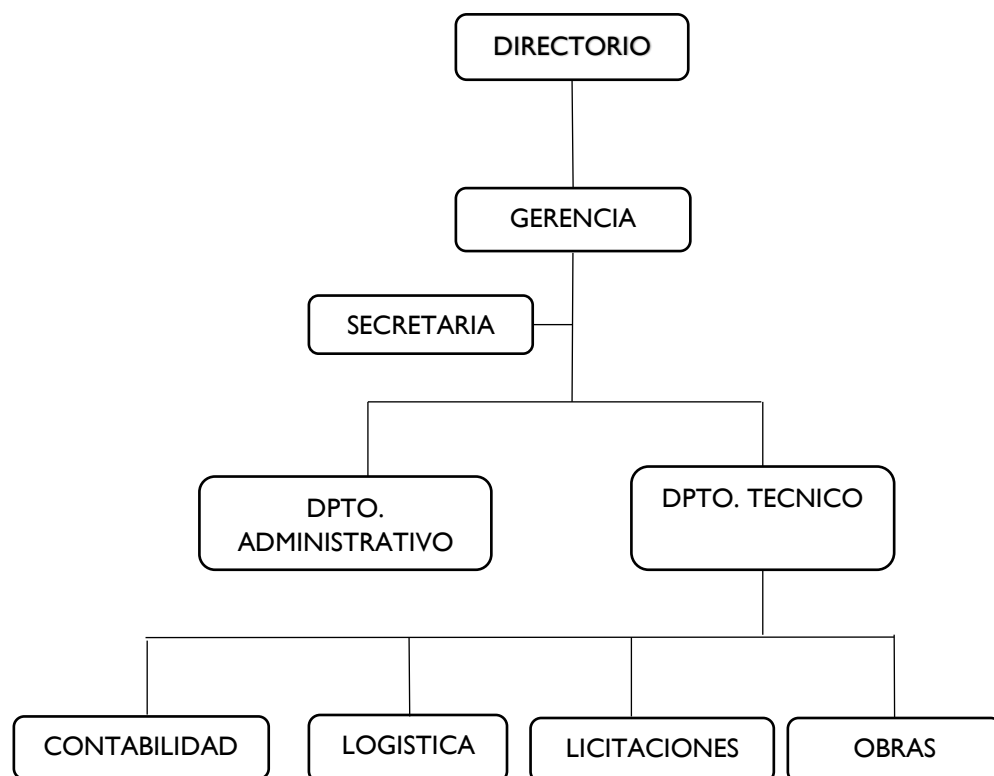 DIRECTORIO
GERENCIA
SECRETARIA
DPTO.
ADMINISTRATIVO
DPTO. TECNICO
CONTABILIDAD
LOGISTICA
LICITACIONES
OBRAS